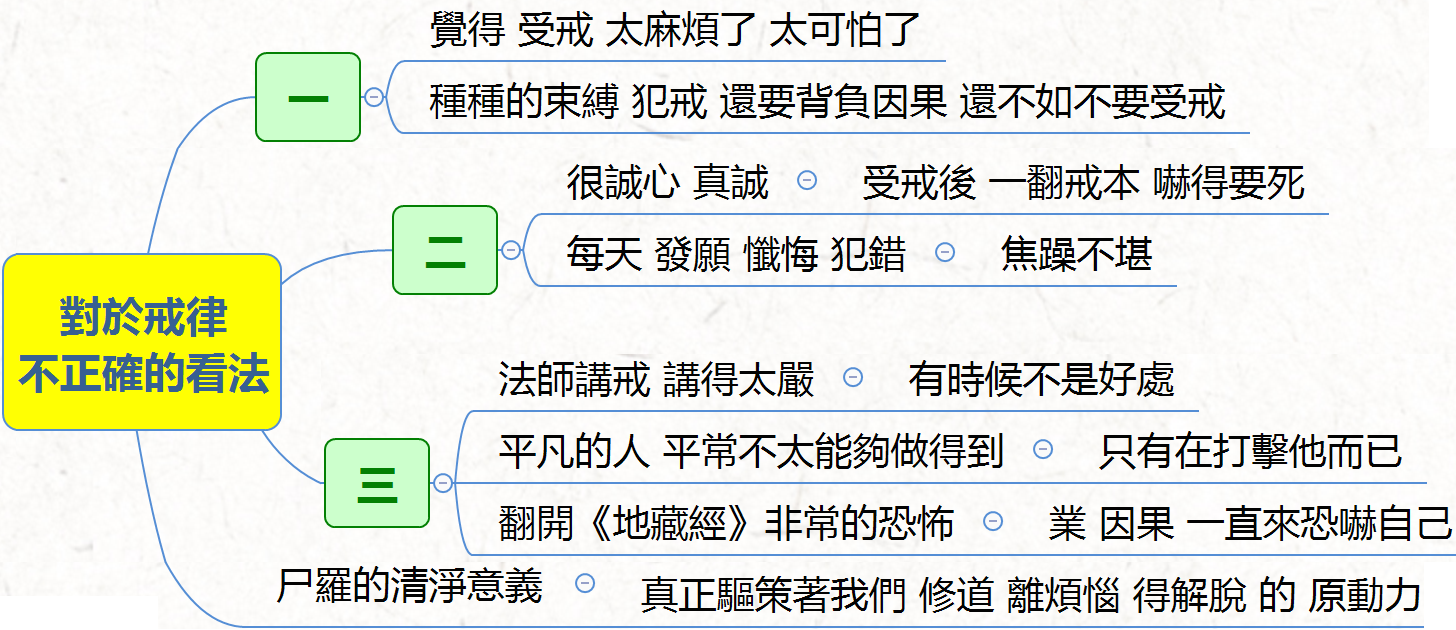 對於戒律
不正確的看法
一
覺得 受戒 太麻煩了 太可怕了
種種的束縛 犯戒 還要背負因果 還不如不要受戒
二
很誠心 真誠 受戒後 一翻戒本 嚇得要死
每天 發願 懺悔 犯錯 焦躁不堪
三
法師講戒 講得太嚴 有時候不是好處
平凡的人 平常不太能夠做得到 只有在打擊他而已
翻開《地藏經》非常的恐怖 業 因果 一直來恐嚇自己
尸羅的清淨意義 真正驅策著我們 修道 離煩惱 得解脫 的 原動力